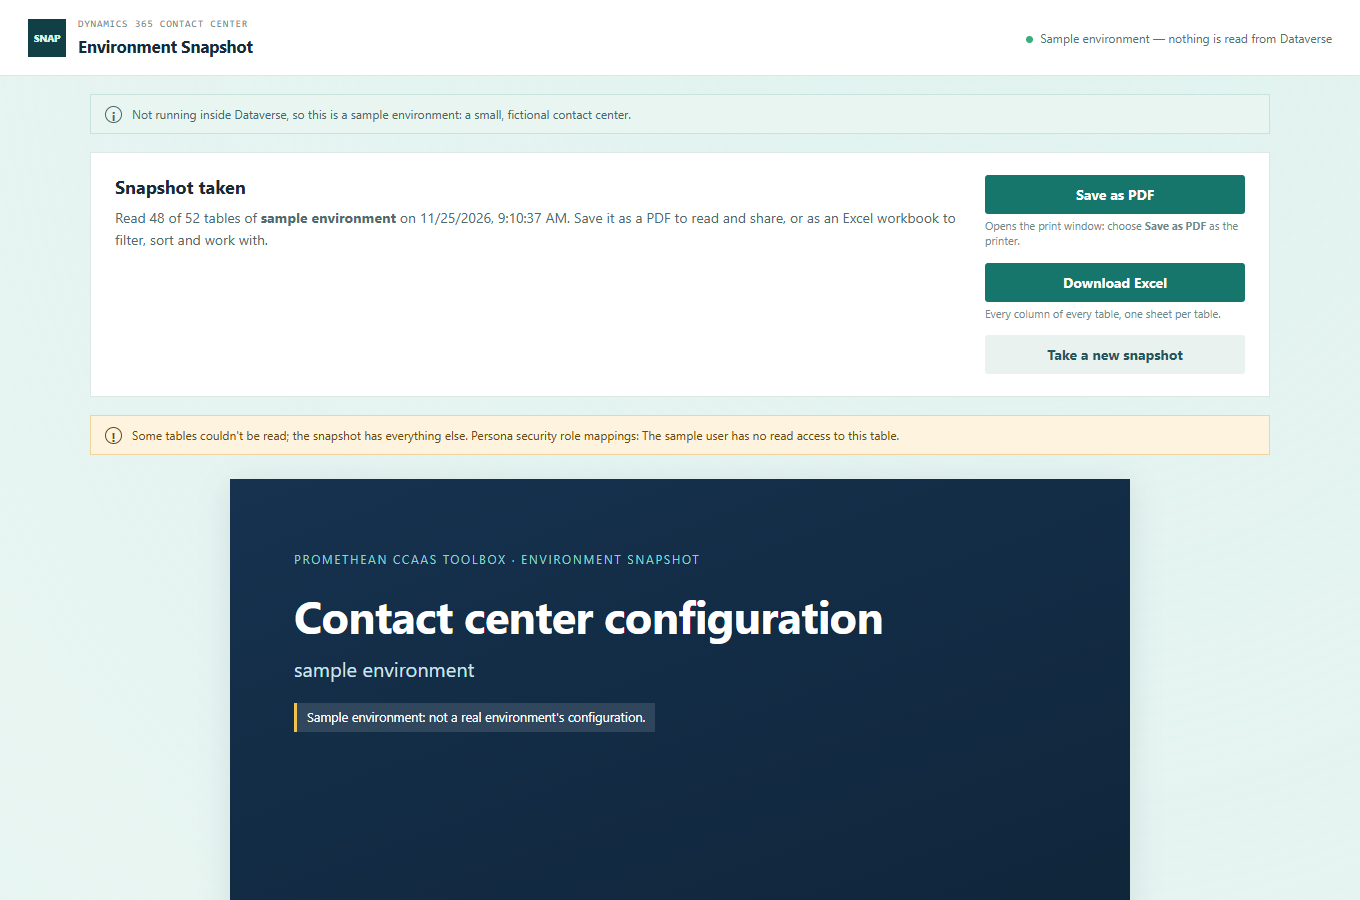 SNAP
DYNAMICS 365 CONTACT CENTER
Environment Snapshot
Sample environment — nothing is read from Dataverse
Not running inside Dataverse, so this is a sample environment: a small, fictional contact center.
Snapshot taken
Read 48 of 52 tables of sample environment on 11/25/2026, 9:10:37 AM. Save it as a PDF to read and share, or as an Excel workbook to
filter, sort and work with.
Save as PDF
Opens the print window: choose Save as PDF as the
printer.
Download Excel
Every column of every table, one sheet per table.
Take a new snapshot
Some tables couldn't be read; the snapshot has everything else. Persona security role mappings: The sample user has no read access to this table.
PROMETHEAN CCAAS TOOLBOX · ENVIRONMENT SNAPSHOT
Contact center configuration
sample environment
Sample environment: not a real environment's configuration.